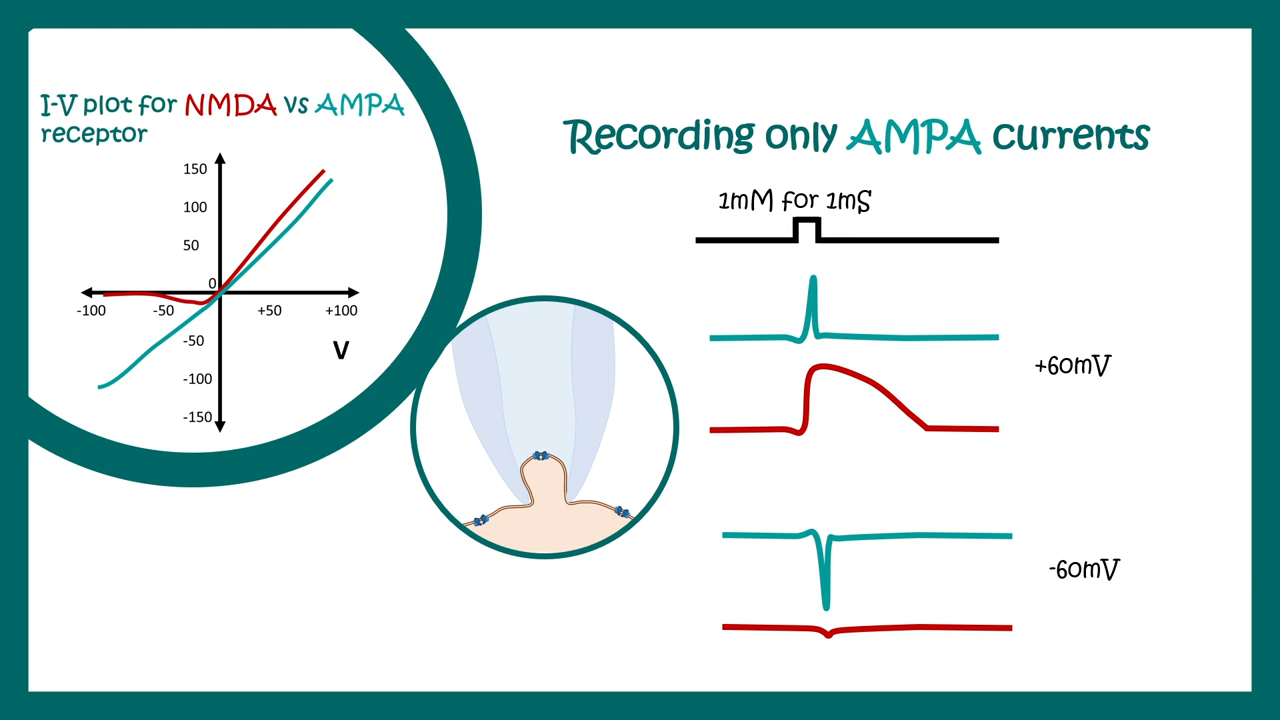 I-V plot for NMDA vs AMPA
receptor
150
100
50
0
-100
-50
+50
+100
-50
V
-100
-150
Recording only AMPA currents
1mM for 1mS
+60mV
-60mV